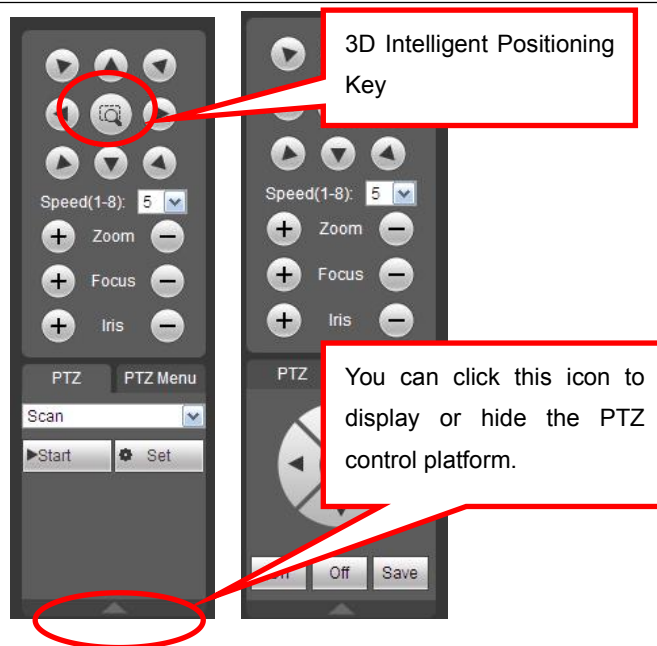 3D Intelligent Positioning
Key
Speed(1-8): 5
Zoom
Focus
Iris
PTZ PTZ Menu
Scan
Start Set
Speed(1-8): 5
Zoom
Focus
Iris
PTZ
You can click this icon to
display or hide the PTZ
control platform.
Off Save